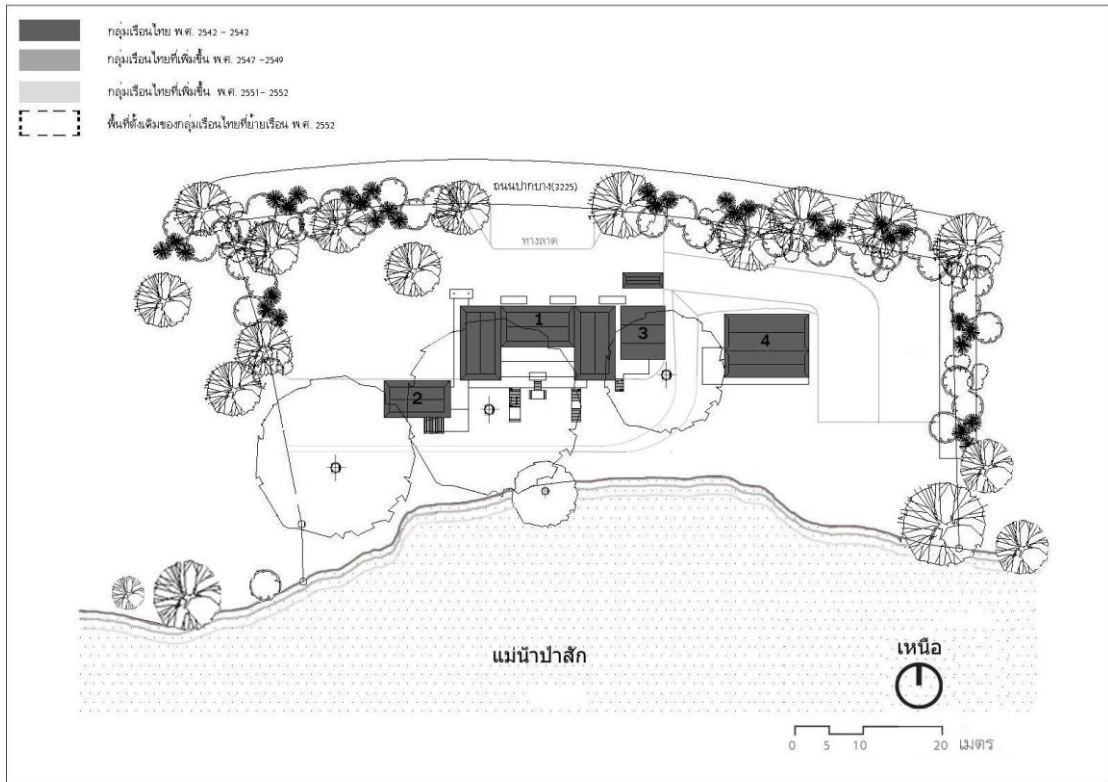 กลุ่มเรือนไทย พ.ศ. 2542 - 2543
กลุ่มเรือนไทยที่เพิ่มขึ้น พ.ศ. 2547 -2549
กลุ่มเรือนไทยที่เพิ่มขึ้น พ.ศ. 2551- 2552
พื้นที่ตั้งเดิมของกลุ่มเรือนไทยที่ย้ายเรือน พ.ศ. 2552
ถนนปากบาง(3225)
ทางลาด
1
3
4
2
แม่น้ำป่าสัก
เหนือ
0 5 10 20 เมตร